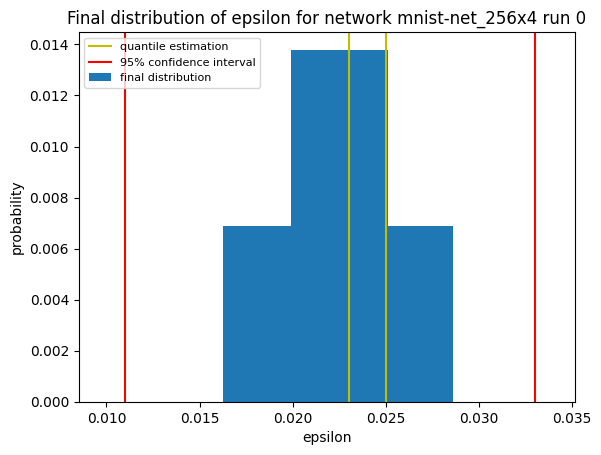 Final distribution of epsilon for network mnist-net_256x4 run 0
quantile estimation
95% confidence interval
final distribution
probability
0.014
0.012
0.010
0.008
0.006
0.004
0.002
0.000
0.010
0.015
0.020
0.025
0.030
0.035
epsilon